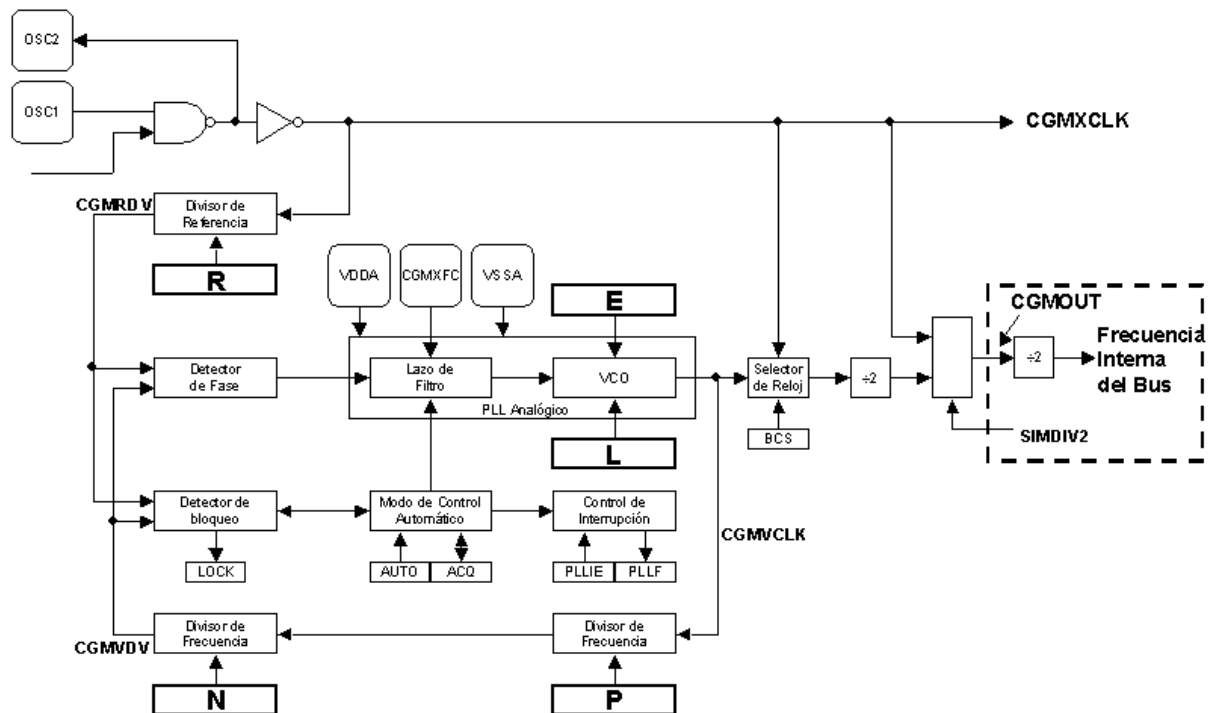 OSC2
OSC1
CGMXCLK
CGMRDV
Divisor de
Referencia
R
VDDA
CGMXFC
VSSA
E
CGMOUT
Frecuencia
Interna
del Bus
Detector
de Fase
Lazo de
Filtro
VCO
PLL Analógico
Selector
de Reloj
÷2
÷2
BCS
SIMDIV2
L
Detector de
bloqueo
Modo de Control
Automático
Control de
Interrupción
CGMVCLK
LOCK
AUTO
ACQ
PLLIE
PLLF
CGMVDV
Divisor de
Frecuencia
Divisor de
Frecuencia
N
P